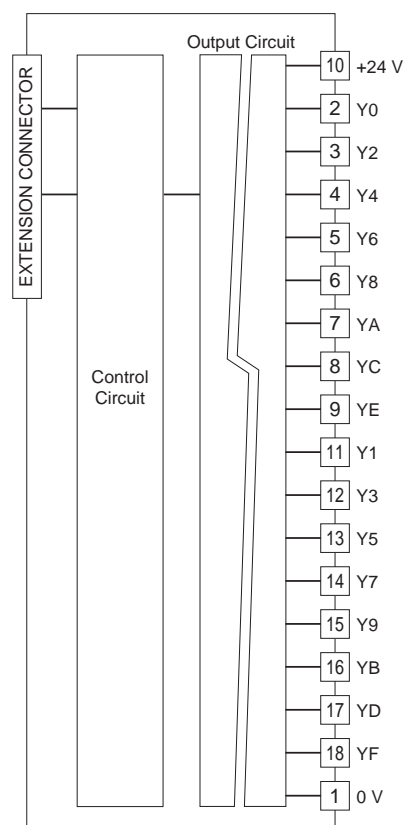 Output Circuit
EXTENSION CONNECTOR
Control
Circuit
10 +24 V
2 Y0
3 Y2
4 Y4
5 Y6
6 Y8
7 YA
8 YC
9 YE
11 Y1
12 Y3
13 Y5
14 Y7
15 Y9
16 YB
17 YD
18 YF
1 0 V